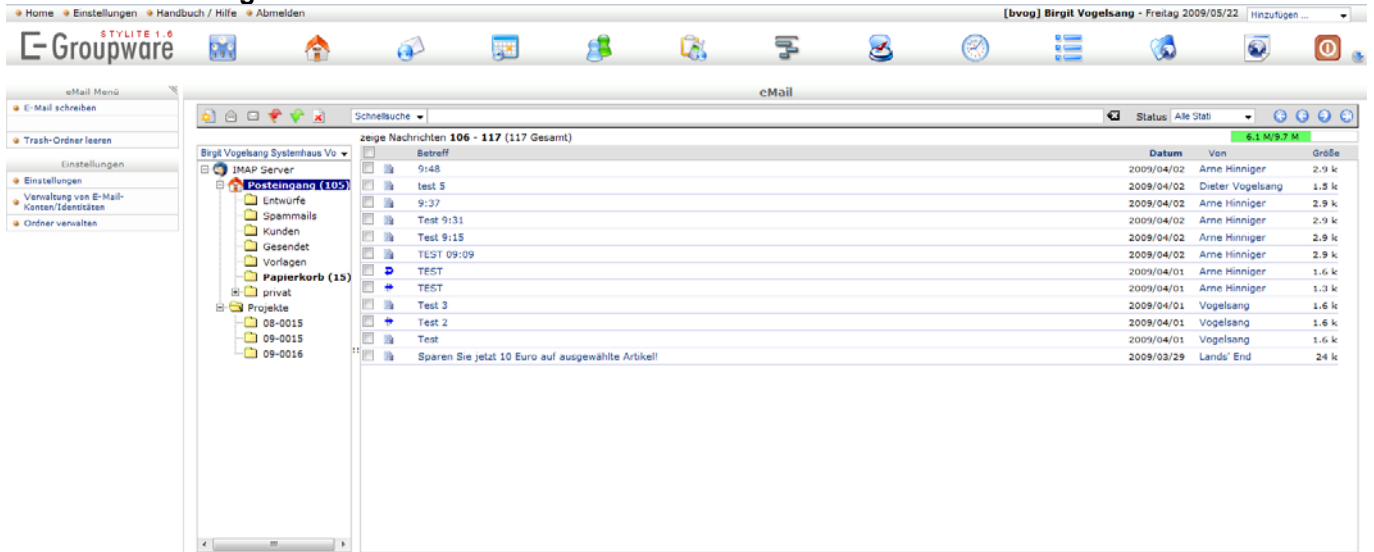 Home Einstellungen Handbuch / Hilfe Abmelden
[bvog] Birgit Vogelsang - Freitag 2009/05/22 Hinzufügen ...
STYLITE 1.6
E-Groupware
eMail Menü
E-Mail schreiben
Trash-Ordner leeren
Einstellungen
Einstellungen
Verwaltung von E-Mail-
Konten/Identitäten
Ordner verwalten
eMail
Schnellsuche
Status Alle Stati
zeige Nachrichten 106 - 117 (117 Gesamt)
6.1 M/9.7 M
Birgit Vogelsang Systemhaus Vo
IMAP Server
Posteingang (105)
Entwürfe
Spammails
Kunden
Gesendet
Vorlagen
Papierkorb (15)
privat
Projekte
08-0015
09-0015
09-0016
Betreff Datum Von Größe
9:48 2009/04/02 Arne Hinniger 2.9 k
test 5 2009/04/02 Dieter Vogelsang 1.5 k
9:37 2009/04/02 Arne Hinniger 2.9 k
Test 9:31 2009/04/02 Arne Hinniger 2.9 k
Test 9:15 2009/04/02 Arne Hinniger 2.9 k
TEST 09:09 2009/04/02 Arne Hinniger 2.9 k
TEST 2009/04/01 Arne Hinniger 1.6 k
TEST 2009/04/01 Arne Hinniger 1.3 k
Test 3 2009/04/01 Vogelsang 1.6 k
Test 2 2009/04/01 Vogelsang 1.6 k
Test 2009/04/01 Vogelsang 1.6 k
Sparen Sie jetzt 10 Euro auf ausgewählte Artikel! 2009/03/29 Lands' End 24 k